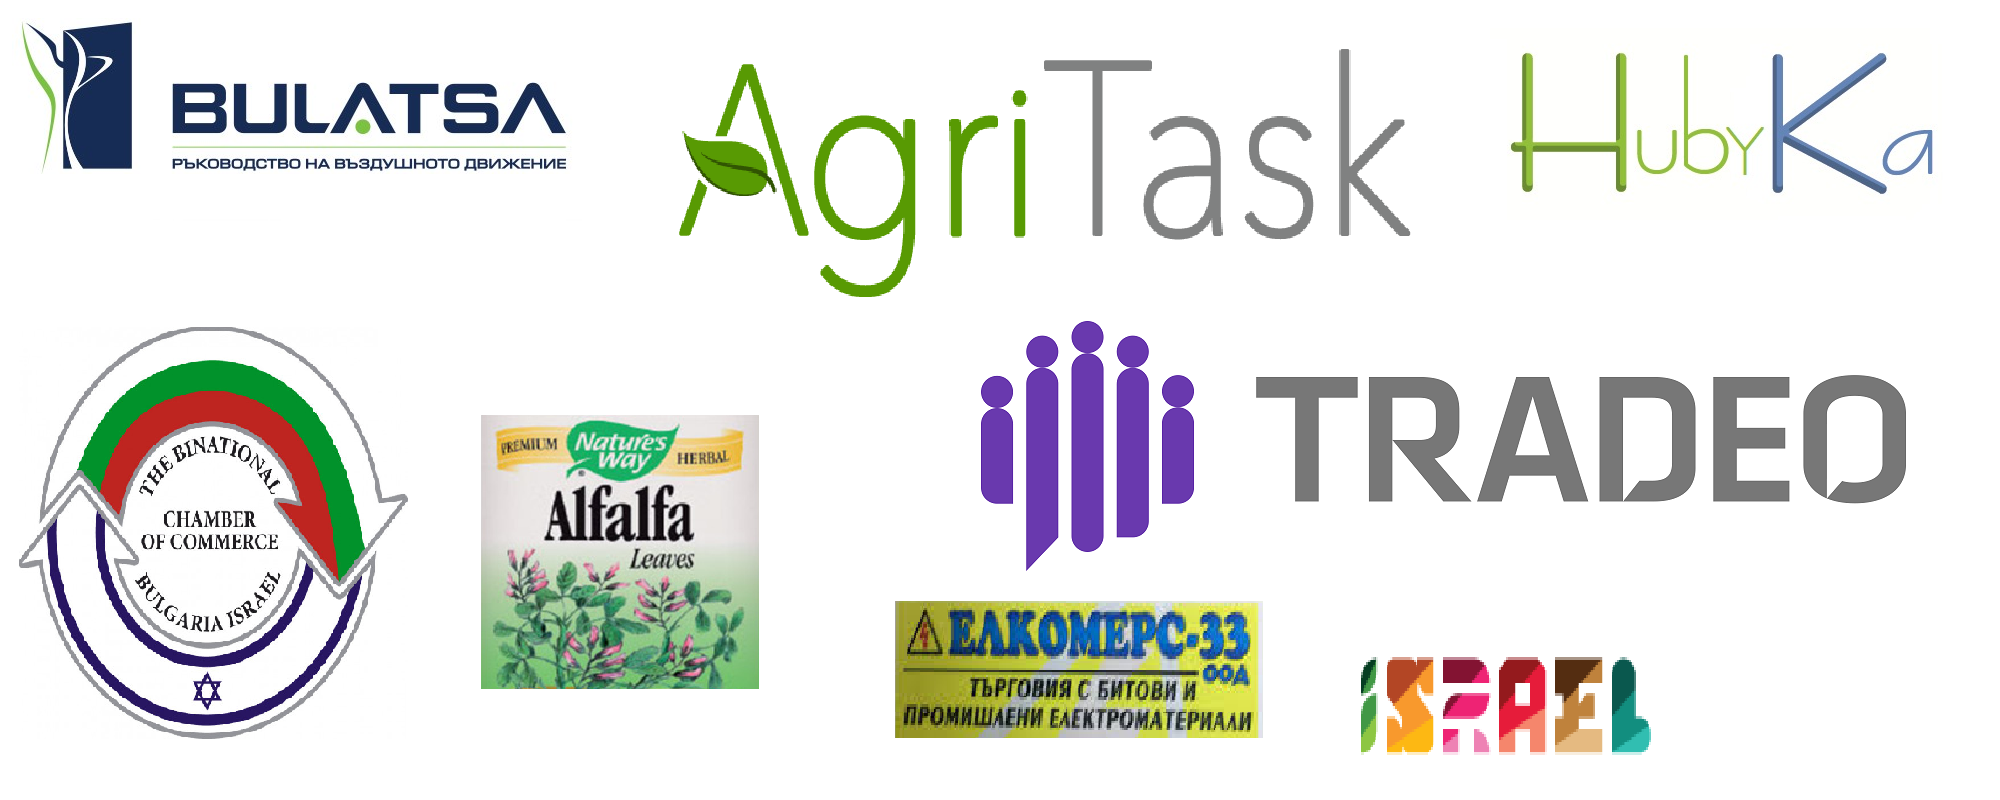 BULATSA
РЪКОВОДСТВО НА ВЪЗДУШНОТО ДВИЖЕНИЕ
AgriTask
HubyKa
THE BINATIONAL
CHAMBER
OF COMMERCE
BULGARIA ISRAEL
PREMIUM
Nature's
Way
HERBAL
Alfalfa
Leaves
TRADEO
ЕЛКОМЕРС-33
ООД
ТЪРГОВИЯ С БИТОВИ И
ПРОМИШЛЕНИ ЕЛЕКТРОМАТЕРИАЛИ
iSRAEL